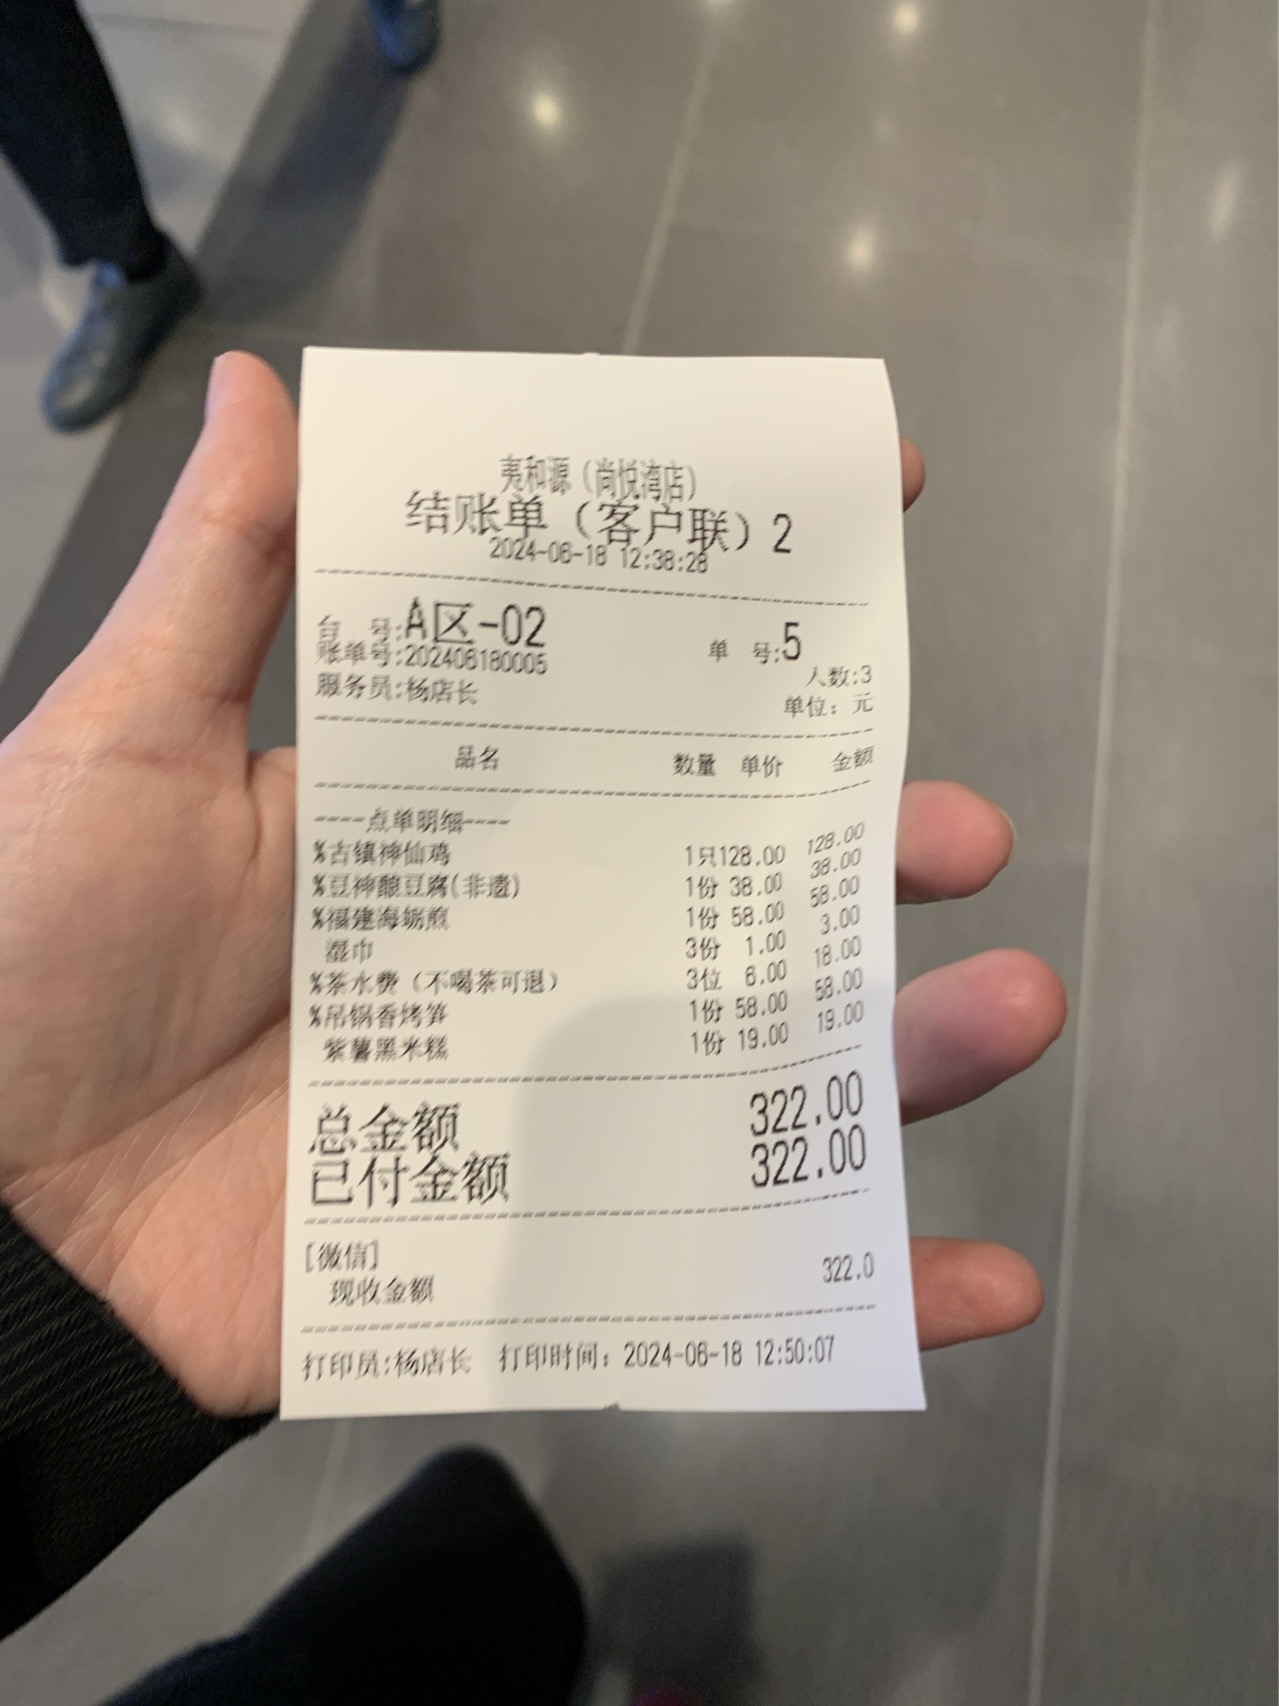 夷和源（尚悦湾店）
结账单（客户联）2
2024-06-18 12:38:28
台 号:A区-02 单 号:5
账单号:202406180005 人数:3
服务员:杨店长 单位：元
品名 数量 单价 金额
----点单明细----
%古镇神仙鸡 1只128.00 128.00
%豆神酿豆腐(非遗) 1份 38.00 38.00
%福建海蛎煎 1份 58.00 58.00
湿巾 3份 1.00 3.00
%茶水费（不喝茶可退） 3位 6.00 18.00
%吊锅香烤笋 1份 58.00 58.00
紫薯黑米糕 1份 19.00 19.00
总金额 322.00
已付金额 322.00
[微信]
现收金额 322.0
打印员:杨店长 打印时间：2024-06-18 12:50:07